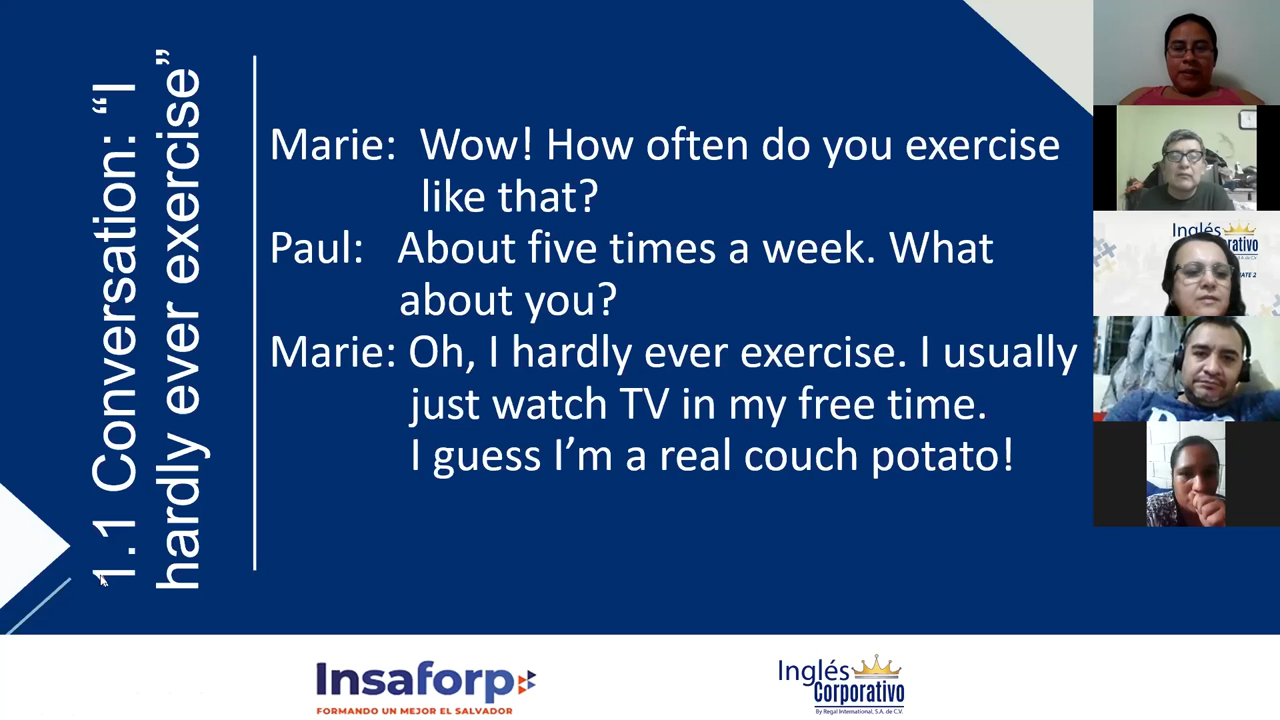 1.1 Conversation: “I
hardly ever exercise”
Marie: Wow! How often do you exercise
like that?
Paul: About five times a week. What
about you?
Marie: Oh, I hardly ever exercise. I usually
just watch TV in my free time.
I guess I’m a real couch potato!
Inglés
Insaforp
FORMANDO UN MEJOR EL SALVADOR
Inglés
Corporativo
By Regal International, S.A. de C.V.